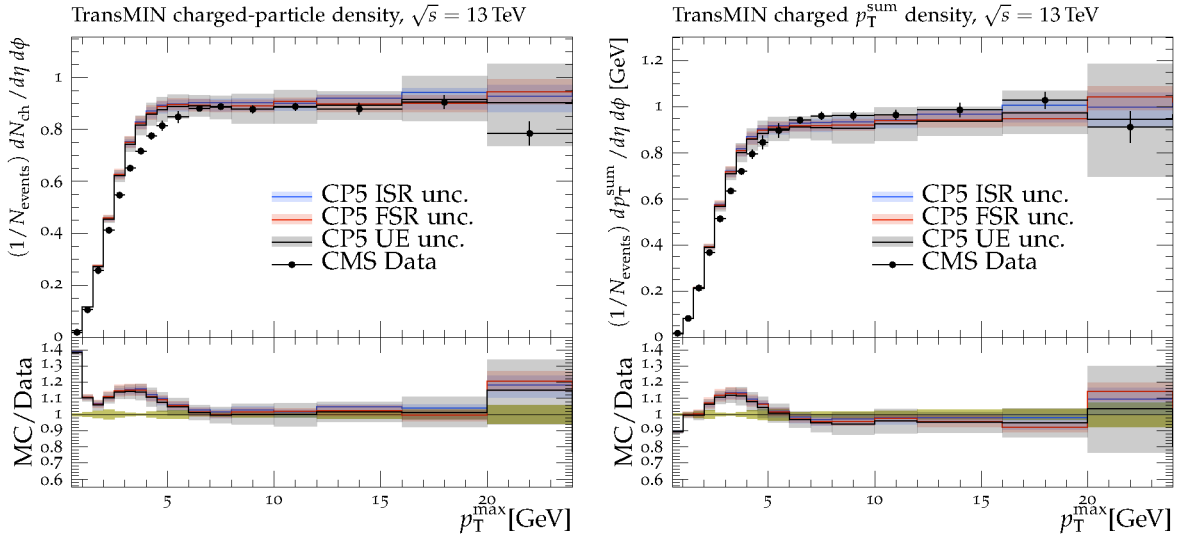 TransMIN charged-particle density, √s = 13 TeV
(1/N_events) dN_ch/dη dϕ
1
0.8
0.6
0.4
0.2
0
CP5 ISR unc.
CP5 FSR unc.
CP5 UE unc.
CMS Data
MC/Data
1.4
1.3
1.2
1.1
1
0.9
0.8
0.7
0.6
5 10 15 20
p_T^max [GeV]
TransMIN charged p_T^sum density, √s = 13 TeV
(1/N_events) dp_T^sum/dη dϕ [GeV]
1.2
1
0.8
0.6
0.4
0.2
0
CP5 ISR unc.
CP5 FSR unc.
CP5 UE unc.
CMS Data
MC/Data
1.4
1.3
1.2
1.1
1
0.9
0.8
0.7
0.6
5 10 15 20
p_T^max [GeV]